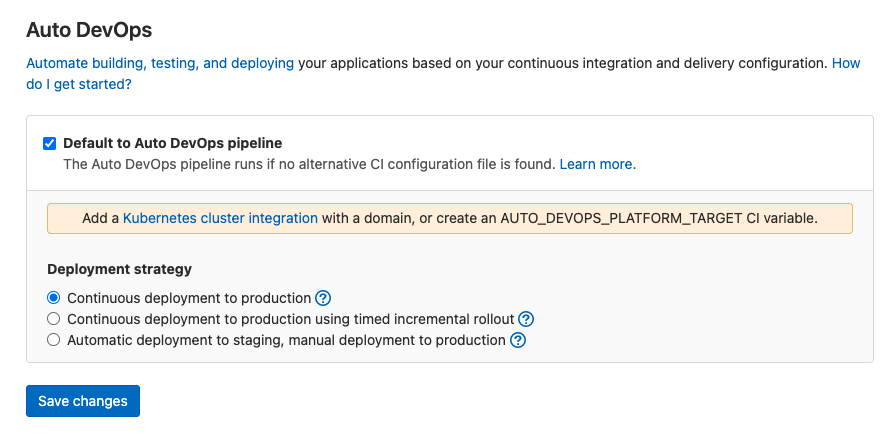 Auto DevOps
Automate building, testing, and deploying your applications based on your continuous integration and delivery configuration. How
do I get started?
Default to Auto DevOps pipeline
The Auto DevOps pipeline runs if no alternative CI configuration file is found. Learn more.
Add a Kubernetes cluster integration with a domain, or create an AUTO_DEVOPS_PLATFORM_TARGET CI variable.
Deployment strategy
Continuous deployment to production ?
Continuous deployment to production using timed incremental rollout ?
Automatic deployment to staging, manual deployment to production ?
Save changes